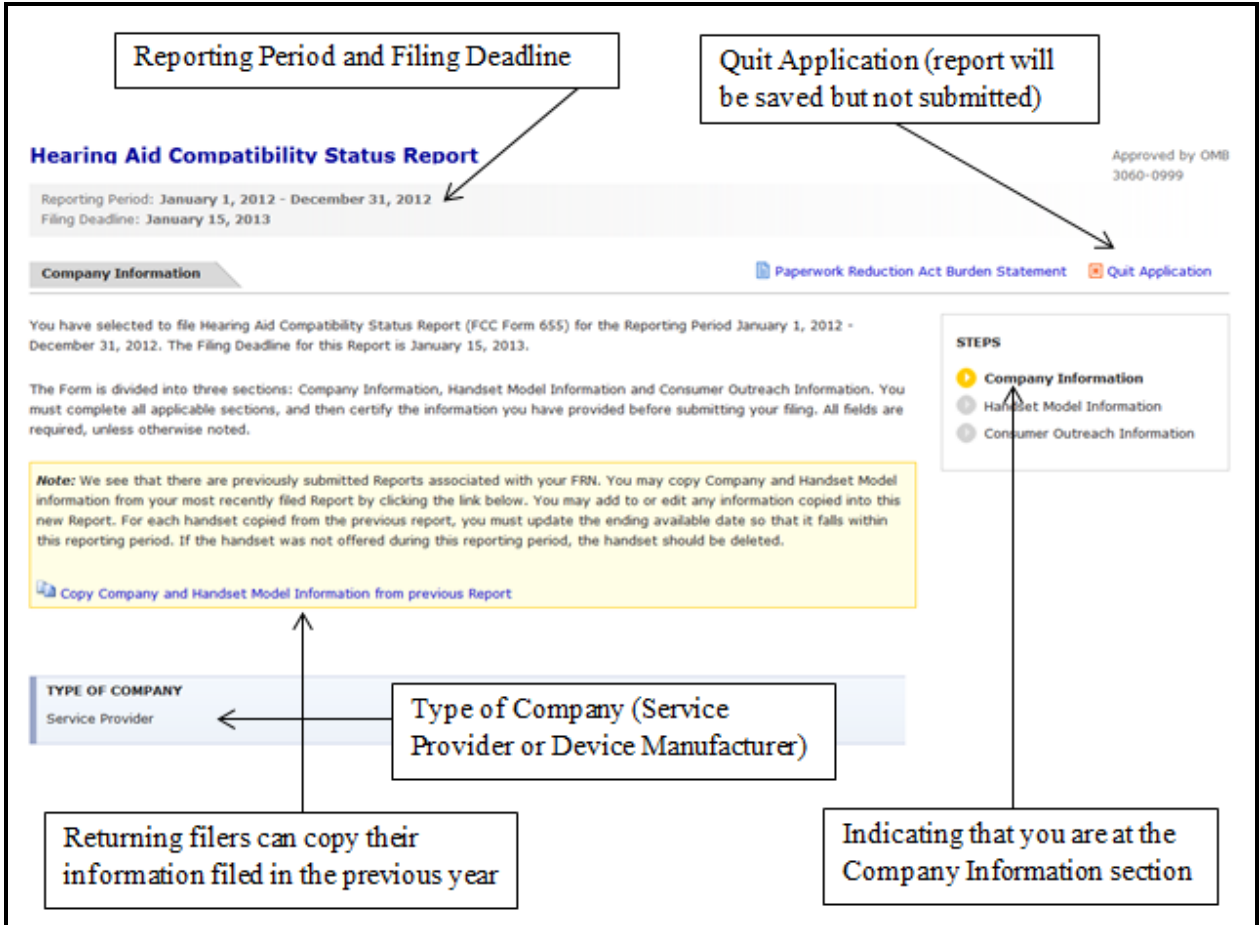 Reporting Period and Filing Deadline
Quit Application (report will
be saved but not submitted)
Hearing Aid Compatibility Status Report
Approved by OMB
3060-0999
Reporting Period: January 1, 2012 - December 31, 2012
Filing Deadline: January 15, 2013
Company Information
Paperwork Reduction Act Burden Statement
Quit Application
You have selected to file Hearing Aid Compatibility Status Report (FCC Form 655) for the Reporting Period January 1, 2012 -
December 31, 2012. The Filing Deadline for this Report is January 15, 2013.
The Form is divided into three sections: Company Information, Handset Model Information and Consumer Outreach Information. You
must complete all applicable sections, and then certify the information you have provided before submitting your filing. All fields are
required, unless otherwise noted.
STEPS
Company Information
Handset Model Information
Consumer Outreach Information
Note: We see that there are previously submitted Reports associated with your FRN. You may copy Company and Handset Model
information from your most recently filed Report by clicking the link below. You may add to or edit any information copied into this
new Report. For each handset copied from the previous report, you must update the ending available date so that it falls within
this reporting period. If the handset was not offered during this reporting period, the handset should be deleted.
Copy Company and Handset Model Information from previous Report
TYPE OF COMPANY
Service Provider
Type of Company (Service
Provider or Device Manufacturer)
Returning filers can copy their
information filed in the previous year
Indicating that you are at the
Company Information section